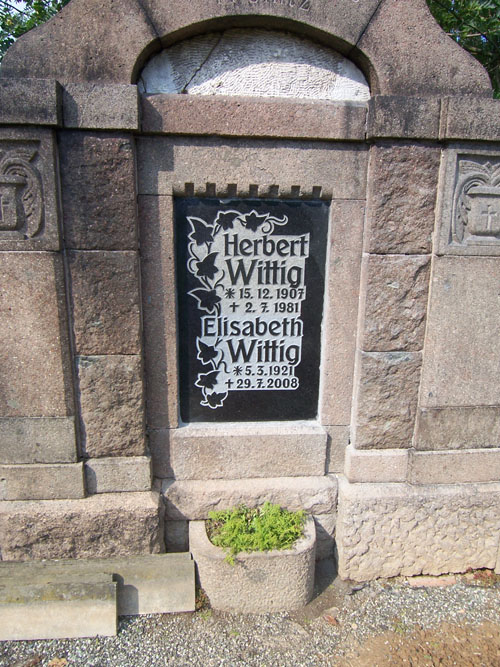 Herbert
Wittig
* 15.12.1907
+ 2. 7. 1981
Elisabeth
Wittig
* 5.3.1921
+ 29.7.2008